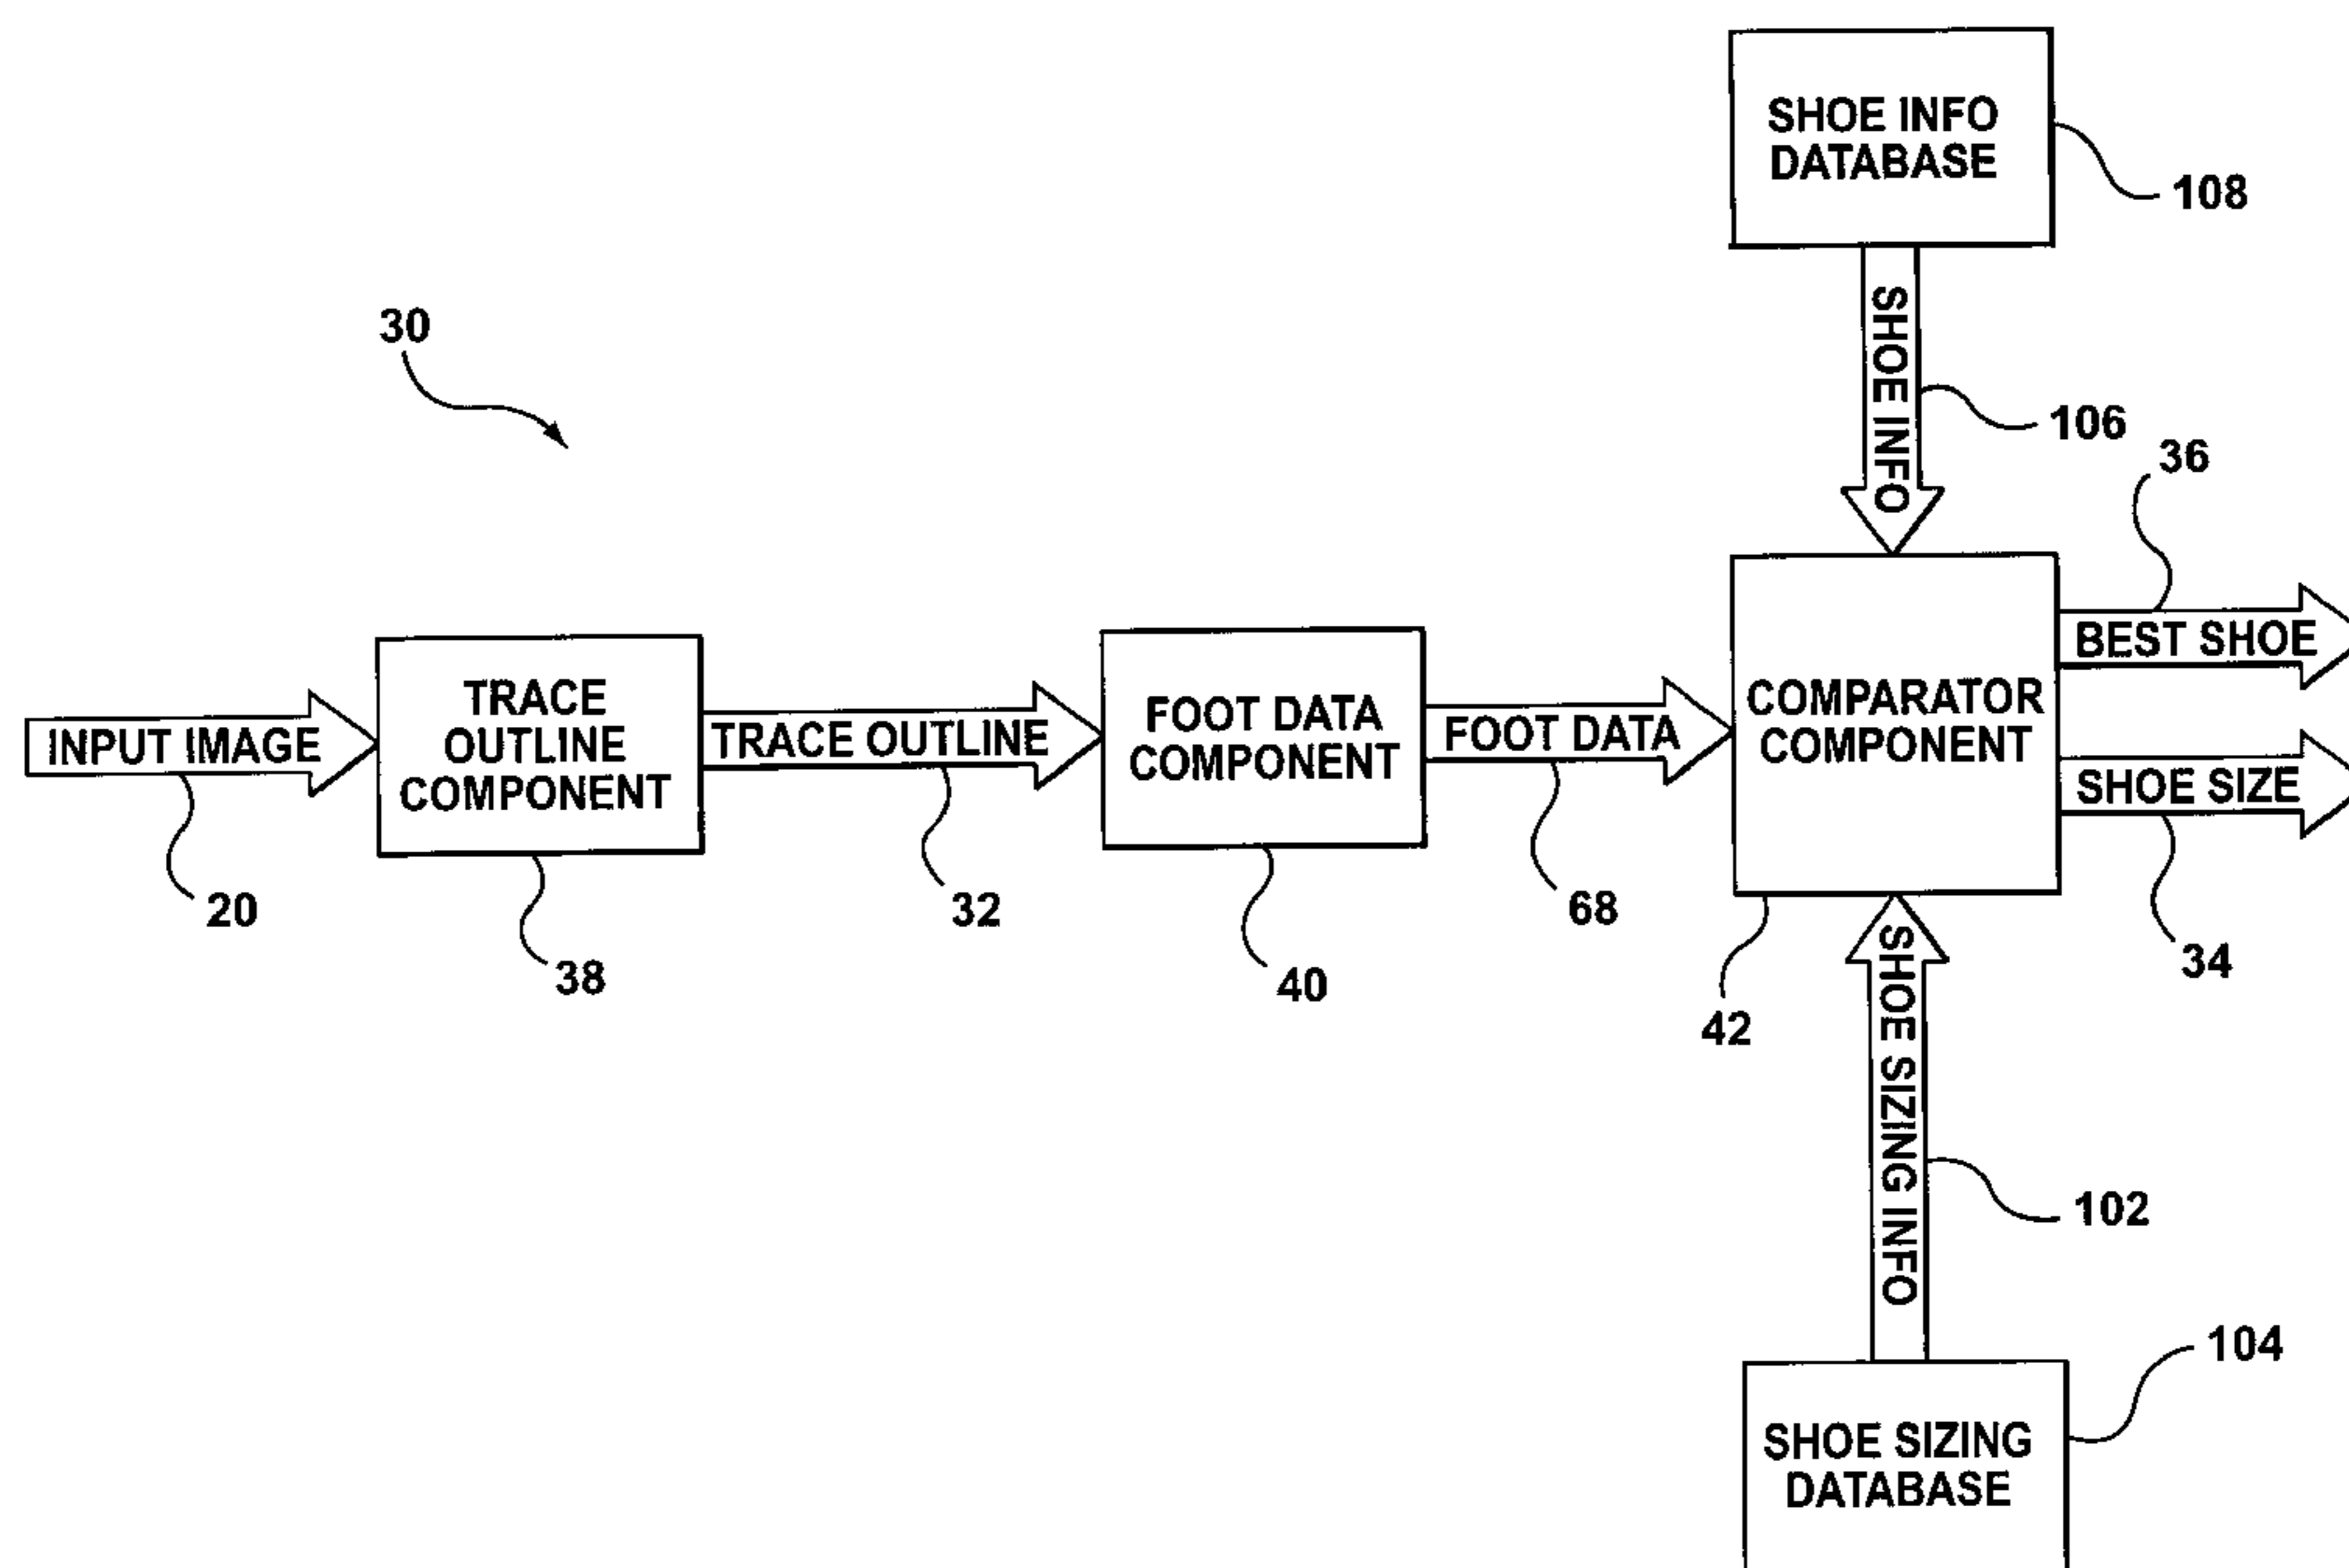 SHOE INFO
DATABASE
108
30
SHOE INFO
106
36
INPUT IMAGE
20
TRACE
OUTLINE
COMPONENT
38
TRACE OUTLINE
32
FOOT DATA
COMPONENT
40
FOOT DATA
68
COMPARATOR
COMPONENT
42
BEST SHOE
SHOE SIZE
34
SHOE SIZING INFO
102
104
SHOE SIZING
DATABASE